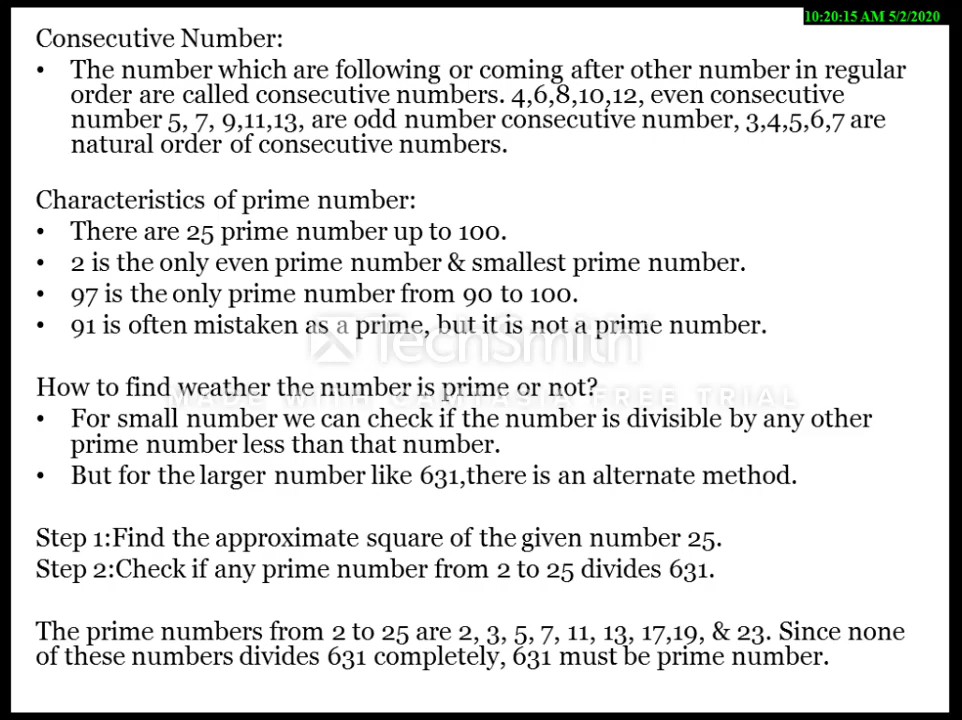 10:20:15 AM 5/2/2020
Consecutive Number:
• The number which are following or coming after other number in regular
order are called consecutive numbers. 4,6,8,10,12, even consecutive
number 5, 7, 9,11,13, are odd number consecutive number, 3,4,5,6,7 are
natural order of consecutive numbers.
Characteristics of prime number:
• There are 25 prime number up to 100.
• 2 is the only even prime number & smallest prime number.
• 97 is the only prime number from 90 to 100.
• 91 is often mistaken as a prime, but it is not a prime number.
TechSmith
How to find weather the number is prime or not?
MADE WITH CAMTASIA FREE TRIAL
• For small number we can check if the number is divisible by any other
prime number less than that number.
• But for the larger number like 631,there is an alternate method.
Step 1:Find the approximate square of the given number 25.
Step 2:Check if any prime number from 2 to 25 divides 631.
The prime numbers from 2 to 25 are 2, 3, 5, 7, 11, 13, 17,19, & 23. Since none
of these numbers divides 631 completely, 631 must be prime number.